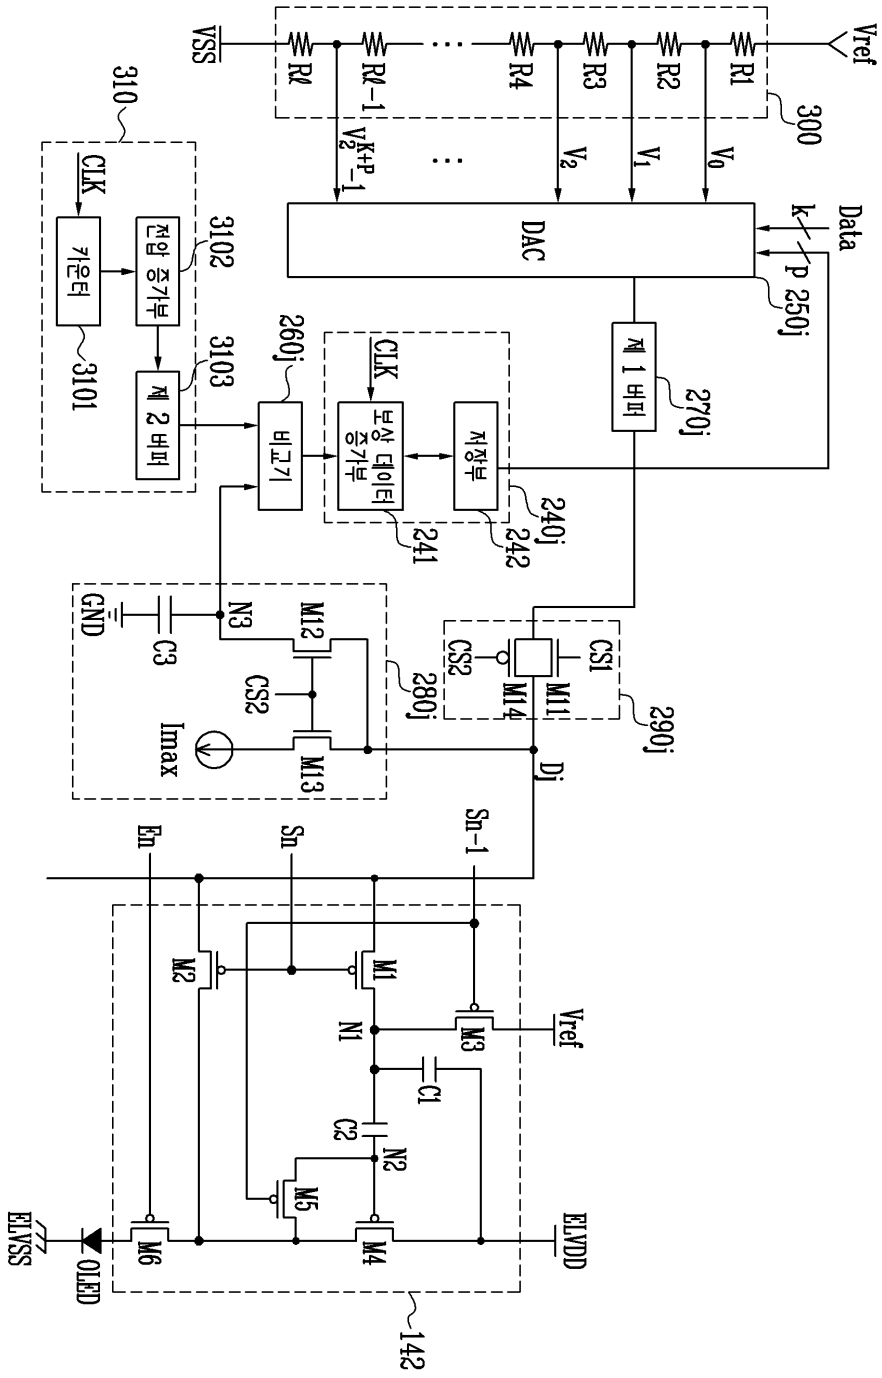 Vref
R1
R2
R3
R4
Rℓ-1
Rℓ
VSS
300
V0
V1
V2
V2^K+P-1
Data
k
p
DAC
250j
제 1 버퍼
270j
310
CLK
카운터
3101
전압 증가부
3102
제 2 버퍼
3103
비교기
260j
CLK
보상 데이터
증가부
241
저장부
242
240j
CS1
CS2
M11
M14
290j
GND
C3
N3
M12
CS2
M13
Imax
280j
Dj
Sn-1
Sn
En
M1
M2
M3
Vref
N1
C1
C2
N2
M5
M4
M6
ELVDD
OLED
ELVSS
142